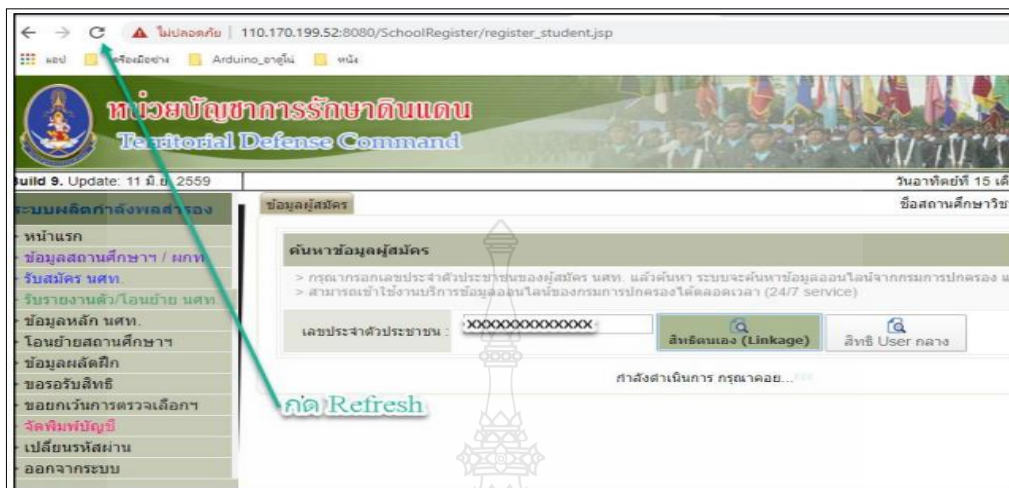 ไม่ปลอดภัย | 110.170.199.52:8080/SchoolRegister/register_student.jsp
แอป เครื่องมือช่าง Arduino_อาดูโน่ หนัง
หน่วยบัญชาการรักษาดินแดน
Territorial Defense Command
Build 9. Update: 11 มิ.ย. 2559
วันอาทิตย์ที่ 15 เดื
ระบบผลิตกำลังพลสำรอง
ข้อมูลผู้สมัคร
ชื่อสถานศึกษาวิช
หน้าแรก
ข้อมูลสถานศึกษาฯ / ผกท
รับสมัคร นศท.
รับรายงานตัว/โอนย้าย นศท
ข้อมูลหลัก นศท.
โอนย้ายสถานศึกษาฯ
ข้อมูลผลัดฝึก
ขอรอรับสิทธิ
ขอยกเว้นการตรวจเลือกฯ
จัดพิมพ์บัญชี
เปลี่ยนรหัสผ่าน
ออกจากระบบ
ค้นหาข้อมูลผู้สมัคร
> กรุณากรอกเลขประจำตัวประชาชนของผู้สมัคร นศท. แล้วค้นหา ระบบจะค้นหาข้อมูลออนไลน์จากกรมการปกครอง แ
> สามารถเข้าใช้งานบริการข้อมูลออนไลน์ของกรมการปกครองได้ตลอดเวลา (24/7 service)
เลขประจำตัวประชาชน : XXXXXXXXXXXXX สิทธิตนเอง (Linkage) สิทธิ User กลาง
กำลังดำเนินการ กรุณาคอย...
กด Refresh